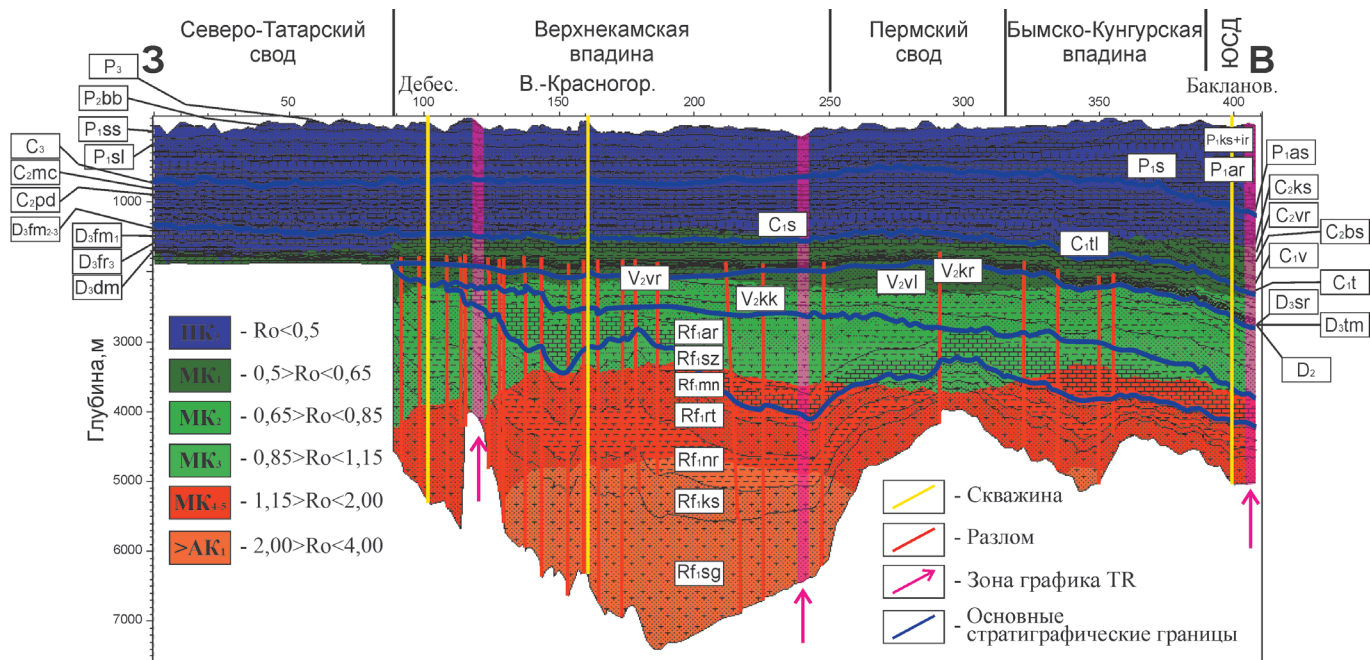 Северо-Татарский
свод
Верхнекамская
впадина
Пермский
свод
Бымско-Кунгурская
впадина
ЮСД
З
В
Дебес.
В.-Красногор.
Бакланов.
50
100
150
200
250
300
350
400
P₃
P₂bb
P₁ss
P₁sl
C₃
C₂mc
C₂pd
D₃fm₂₋₃
D₃fm₁
D₃fr₃
D₃dm
1000
3000
4000
5000
6000
7000
Глубина,м
P₁ks+ir
P₁ar
P₁s
C₁s
C₁tl
V₂vr
V₂kk
V₂vl
V₂kr
Rf₁ar
Rf₁sz
Rf₁mn
Rf₁rt
Rf₁nr
Rf₁ks
Rf₁sg
P₁as
C₂ks
C₂vr
C₂bs
C₁v
C₁t
D₃sr
D₃tm
D₂
- Ro<0,5
МК₁ - 0,5>Ro<0,65
МК₂ - 0,65>Ro<0,85
МК₃ - 0,85>Ro<1,15
МК₄₋₅ - 1,15>Ro<2,00
>АК₁ - 2,00>Ro<4,00
- Скважина
- Разлом
- Зона графика TR
- Основные
стратиграфические границы